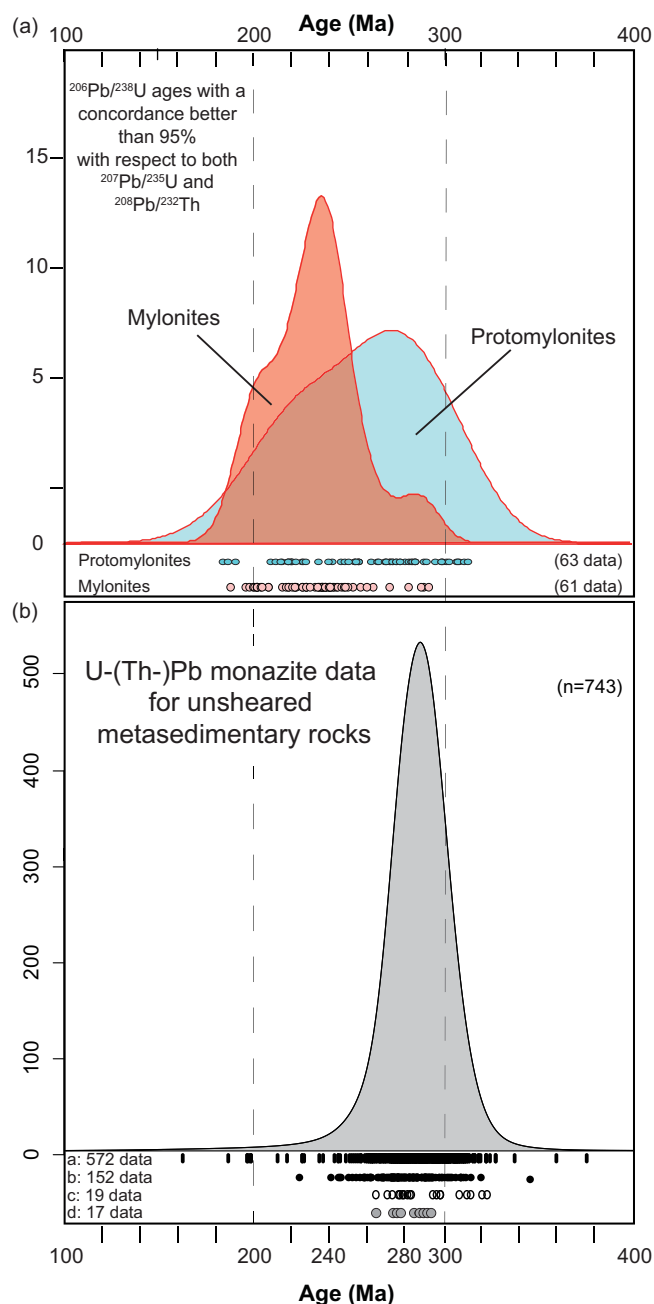 (a)
Age (Ma)
100 200 300 400
²⁰⁶Pb/²³⁸U ages with a
concordance better
than 95%
with respect to both
²⁰⁷Pb/²³⁵U and
²⁰⁸Pb/²³²Th
15
10
5
0
Mylonites
Protomylonites
Protomylonites (63 data)
Mylonites (61 data)
(b)
U-(Th-)Pb monazite data
for unsheared
metasedimentary rocks
(n=743)
500
400
300
200
100
0
a: 572 data
b: 152 data
c: 19 data
d: 17 data
100 200 240 280 300 400
Age (Ma)